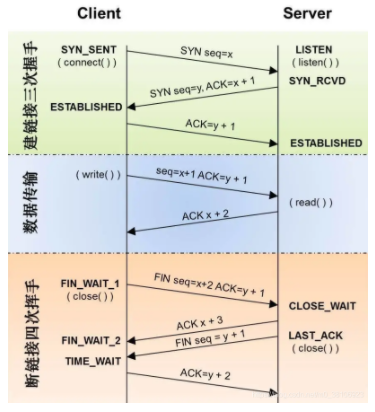 Client Server
建链接三次握手
SYN_SENT
( connect( ) )
SYN seq=x
LISTEN
( listen( ) )
SYN_RCVD
SYN seq=y, ACK=x + 1
ESTABLISHED
ACK=y + 1
ESTABLISHED
数据传输
( write( ) )
seq=x+1 ACK=y + 1
( read( ) )
ACK x + 2
断链接四次挥手
FIN_WAIT_1
( close( ) )
FIN seq=x+2 ACK=y + 1
CLOSE_WAIT
ACK x + 3
LAST_ACK
( close( ) )
FIN seq = y + 1
FIN_WAIT_2
TIME_WAIT
ACK=y + 2